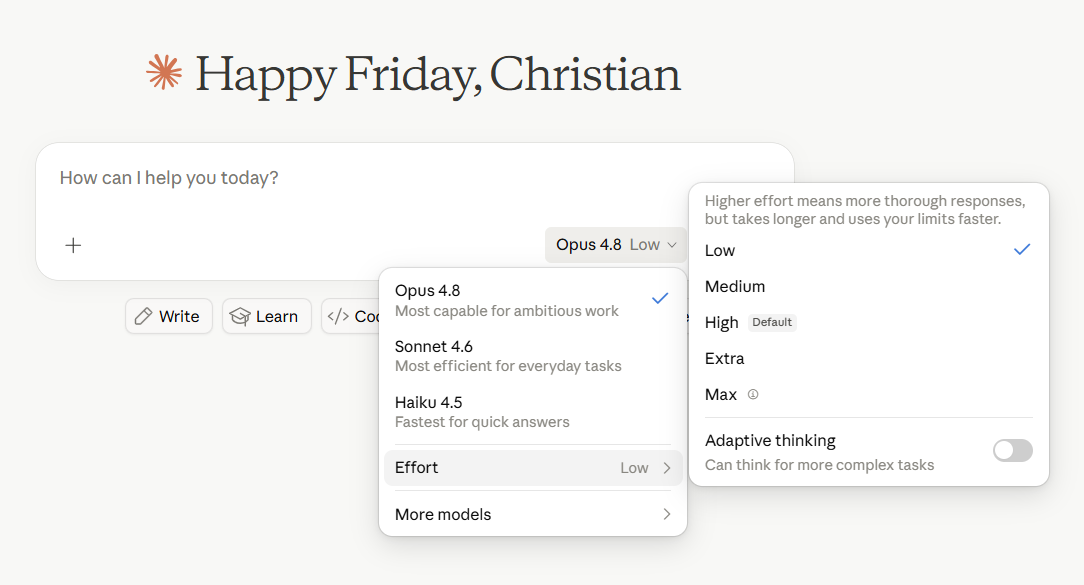 Happy Friday, Christian
How can I help you today?
Opus 4.8 Low
Write
Learn
</>
Opus 4.8
Most capable for ambitious work
Sonnet 4.6
Most efficient for everyday tasks
Haiku 4.5
Fastest for quick answers
Effort Low
More models
Higher effort means more thorough responses,
but takes longer and uses your limits faster.
Low
Medium
High Default
Extra
Max
Adaptive thinking
Can think for more complex tasks